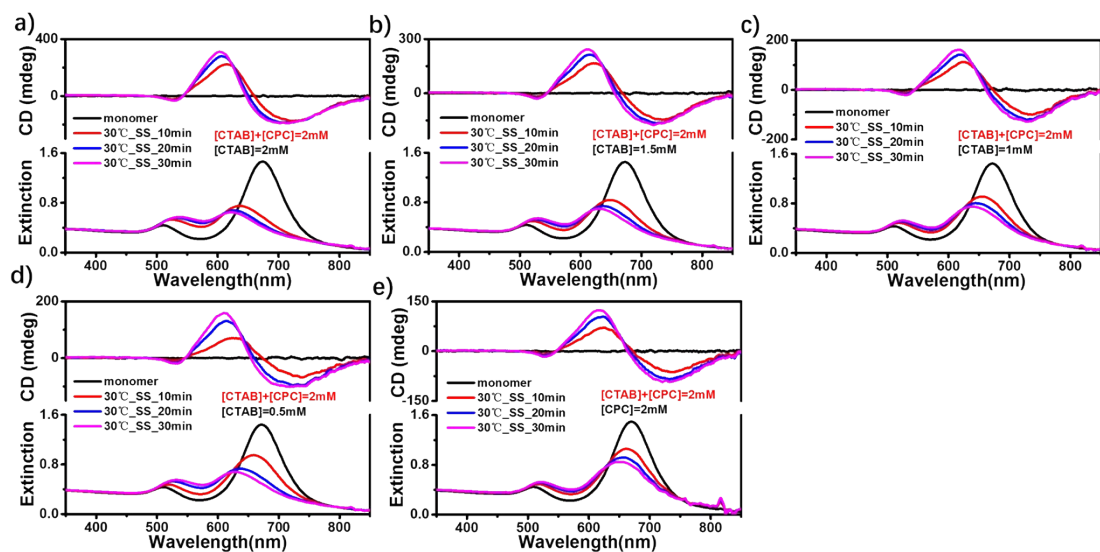 a)
CD (mdeg)
400
0
monomer
30℃_SS_10min
30℃_SS_20min
30℃_SS_30min
[CTAB]+[CPC]=2mM
[CTAB]=2mM
Extinction
1.6
0.8
0.0
400 500 600 700 800
Wavelength(nm)
b)
CD (mdeg)
300
150
0
-150
monomer
30℃_SS_10min
30℃_SS_20min
30℃_SS_30min
[CTAB]+[CPC]=2mM
[CTAB]=1.5mM
Extinction
1.6
0.8
0.0
400 500 600 700 800
Wavelength(nm)
c)
CD (mdeg)
200
100
0
-100
monomer
30℃_SS_10min
30℃_SS_20min
30℃_SS_30min
[CTAB]+[CPC]=2mM
[CTAB]=1mM
Extinction
1.2
0.6
0.0
400 500 600 700 800
Wavelength(nm)
d)
CD (mdeg)
200
0
monomer
30℃_SS_10min
30℃_SS_20min
30℃_SS_30min
[CTAB]+[CPC]=2mM
[CTAB]=0.5mM
Extinction
1.6
0.8
0.0
400 500 600 700 800
Wavelength(nm)
e)
CD (mdeg)
150
0
-150
monomer
30℃_SS_10min
30℃_SS_20min
30℃_SS_30min
[CTAB]+[CPC]=2mM
[CPC]=2mM
Extinction
1.6
0.8
0.0
400 500 600 700 800
Wavelength(nm)